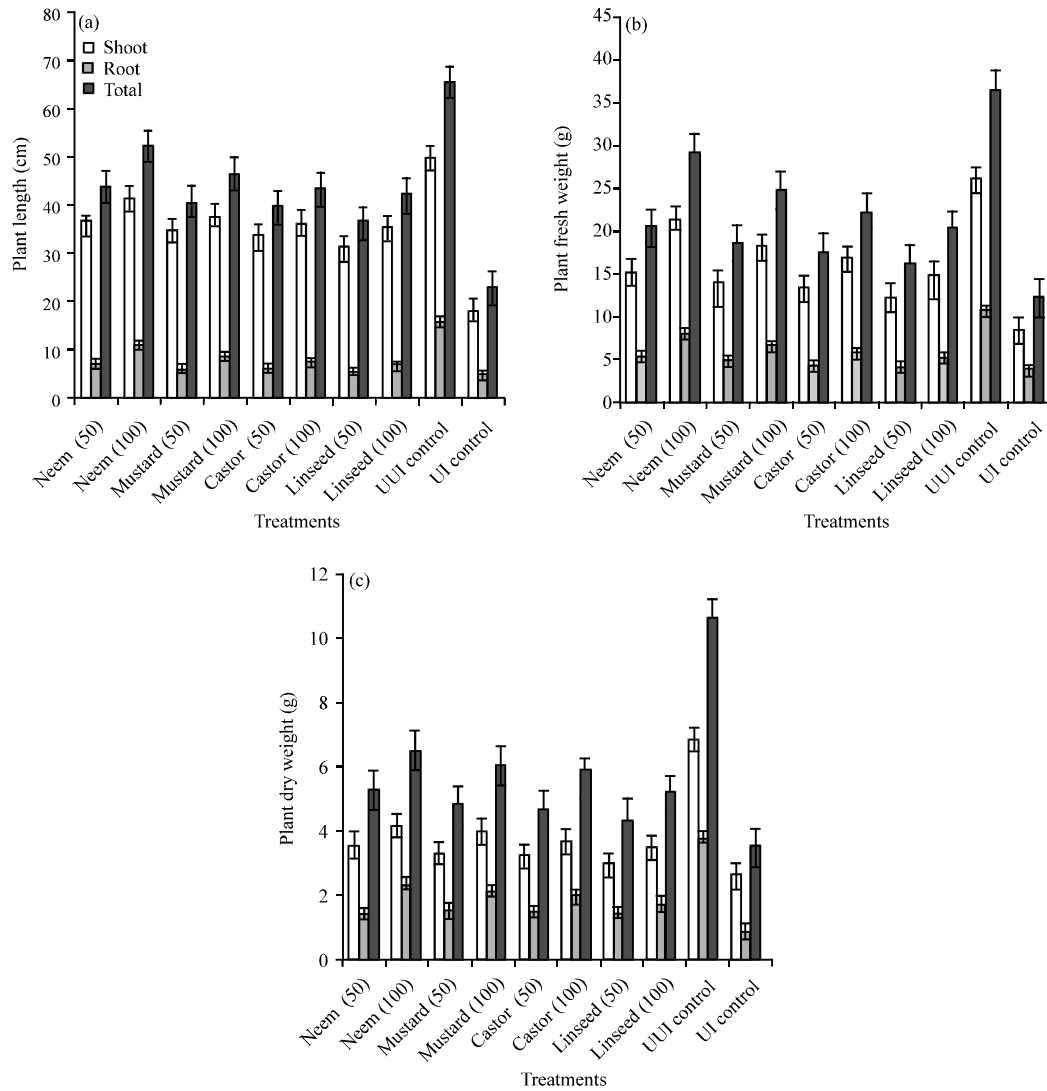 (a)
Shoot
Root
Total
Plant length (cm)
80
70
60
50
40
30
20
10
0
Neem (50)
Neem (100)
Mustard (50)
Mustard (100)
Castor (50)
Castor (100)
Linseed (50)
Linseed (100)
UUI control
UI control
Treatments
(b)
Plant fresh weight (g)
45
40
35
30
25
20
15
10
5
0
Neem (50)
Neem (100)
Mustard (50)
Mustard (100)
Castor (50)
Castor (100)
Linseed (50)
Linseed (100)
UUI control
UI control
Treatments
(c)
Plant dry weight (g)
12
10
8
6
4
2
0
Neem (50)
Neem (100)
Mustard (50)
Mustard (100)
Castor (50)
Castor (100)
Linseed (50)
Linseed (100)
UUI control
UI control
Treatments